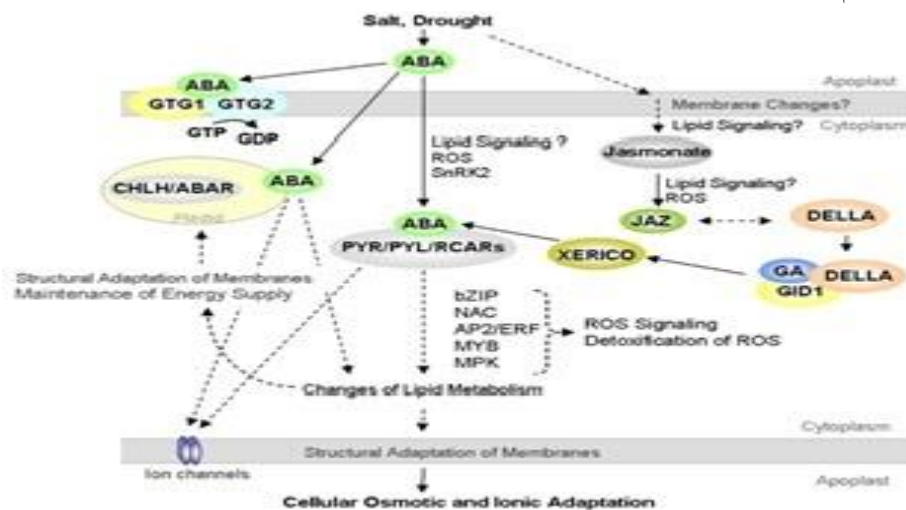 Salt, Drought
ABA
ABA
Apoplast
GTG1 GTG2
Membrane Changes?
GTP GDP
Lipid Signaling?
Cytoplasm
Lipid Signaling ?
ROS
SnRK2
Jasmonate
CHLH/ABAR
ABA
Plastid
Lipid Signaling?
ROS
ABA
JAZ
DELLA
PYR/PYL/RCARs
XERICO
GA
DELLA
GID1
Structural Adaptation of Membranes
Maintenance of Energy Supply
bZIP
NAC
AP2/ERF
MYB
MPK
ROS Signaling
Detoxification of ROS
Changes of Lipid Metabolism
Cytoplasm
Structural Adaptation of Membranes
Ion channels
Apoplast
Cellular Osmotic and Ionic Adaptation